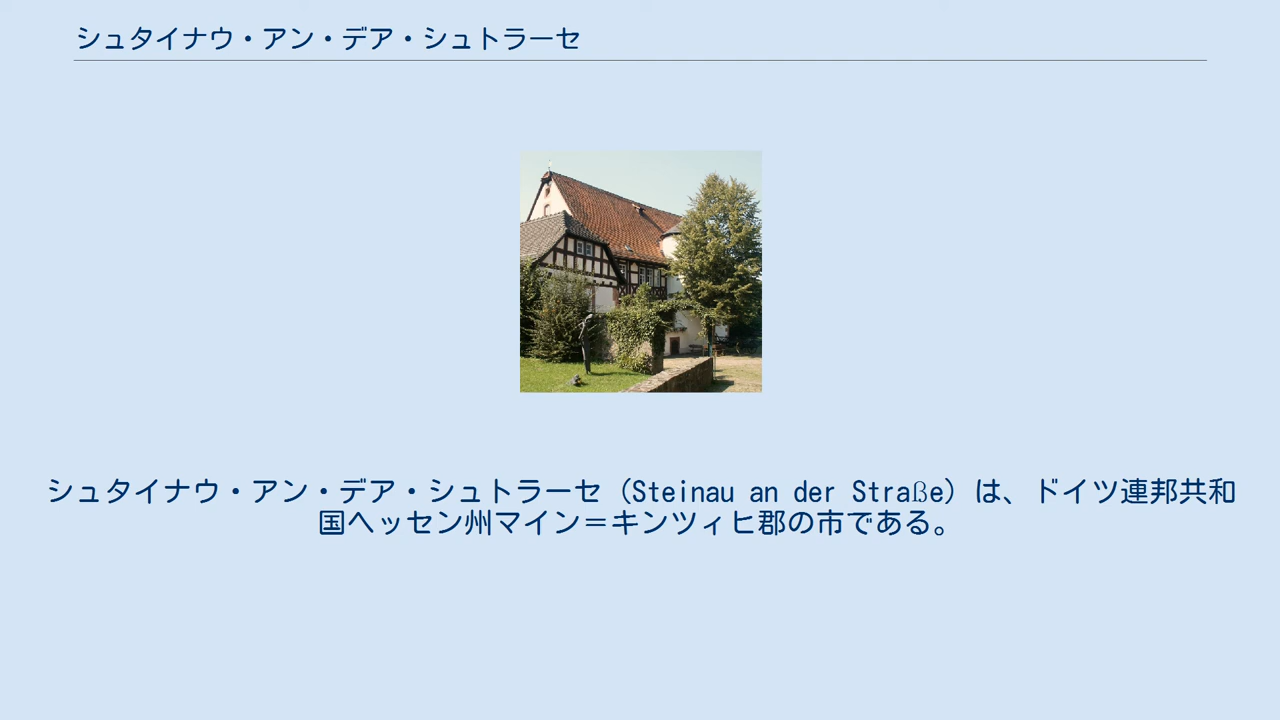 シュタイナウ・アン・デア・シュトラーセ
シュタイナウ・アン・デア・シュトラーセ（Steinau an der Straße）は、ドイツ連邦共和
国ヘッセン州マイン＝キンツィヒ郡の市である。